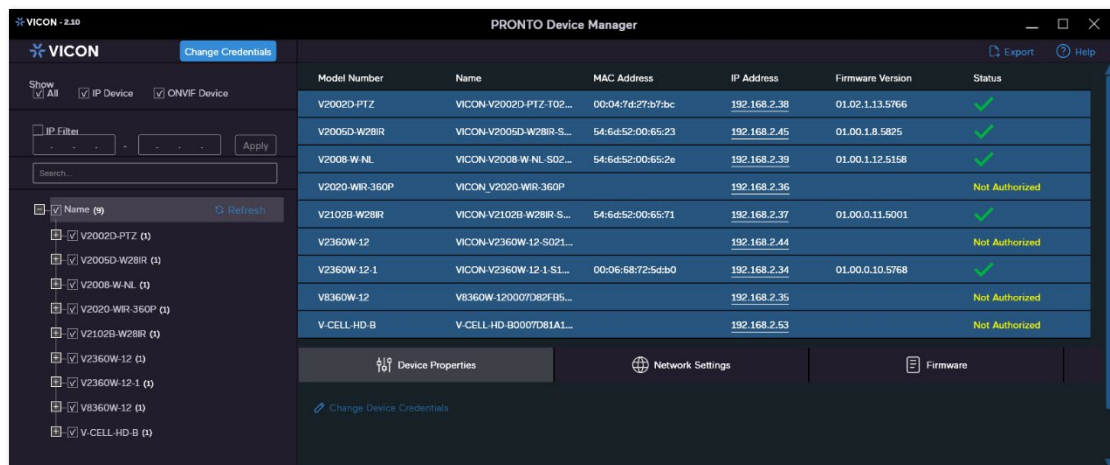 VICON - 2.10
PRONTO Device Manager
VICON
Change Credentials
Export
Help
Show
All
IP Device
ONVIF Device
IP Filter
. . . - . . .
Apply
Search...
Name (9)
Refresh
V2002D-PTZ (1)
V2005D-W28IR (1)
V2008-W-NL (1)
V2020-WIR-360P (1)
V2102B-W28IR (1)
V2360W-12 (1)
V2360W-12-1 (1)
V8360W-12 (1)
V-CELL-HD-B (1)
Model Number Name MAC Address IP Address Firmware Version Status
V2002D-PTZ VICON-V2002D-PTZ-T02... 00:04:7d:27:b7:bc 192.168.2.38 01.02.1.13.5766
V2005D-W28IR VICON-V2005D-W28IR-S... 54:6d:52:00:65:23 192.168.2.45 01.00.1.8.5825
V2008-W-NL VICON-V2008-W-NL-S02... 54:6d:52:00:65:2e 192.168.2.39 01.00.1.12.5158
V2020-WIR-360P VICON_V2020-WIR-360P 192.168.2.36 Not Authorized
V2102B-W28IR VICON-V2102B-W28IR-S... 54:6d:52:00:65:71 192.168.2.37 01.00.0.11.5001
V2360W-12 VICON-V2360W-12-S021... 192.168.2.44 Not Authorized
V2360W-12-1 VICON-V2360W-12-1-S1... 00:06:68:72:5d:b0 192.168.2.34 01.00.0.10.5768
V8360W-12 V8360W-120007D82FB5... 192.168.2.35 Not Authorized
V-CELL-HD-B V-CELL-HD-B0007D81A1... 192.168.2.53 Not Authorized
Device Properties
Network Settings
Firmware
Change Device Credentials